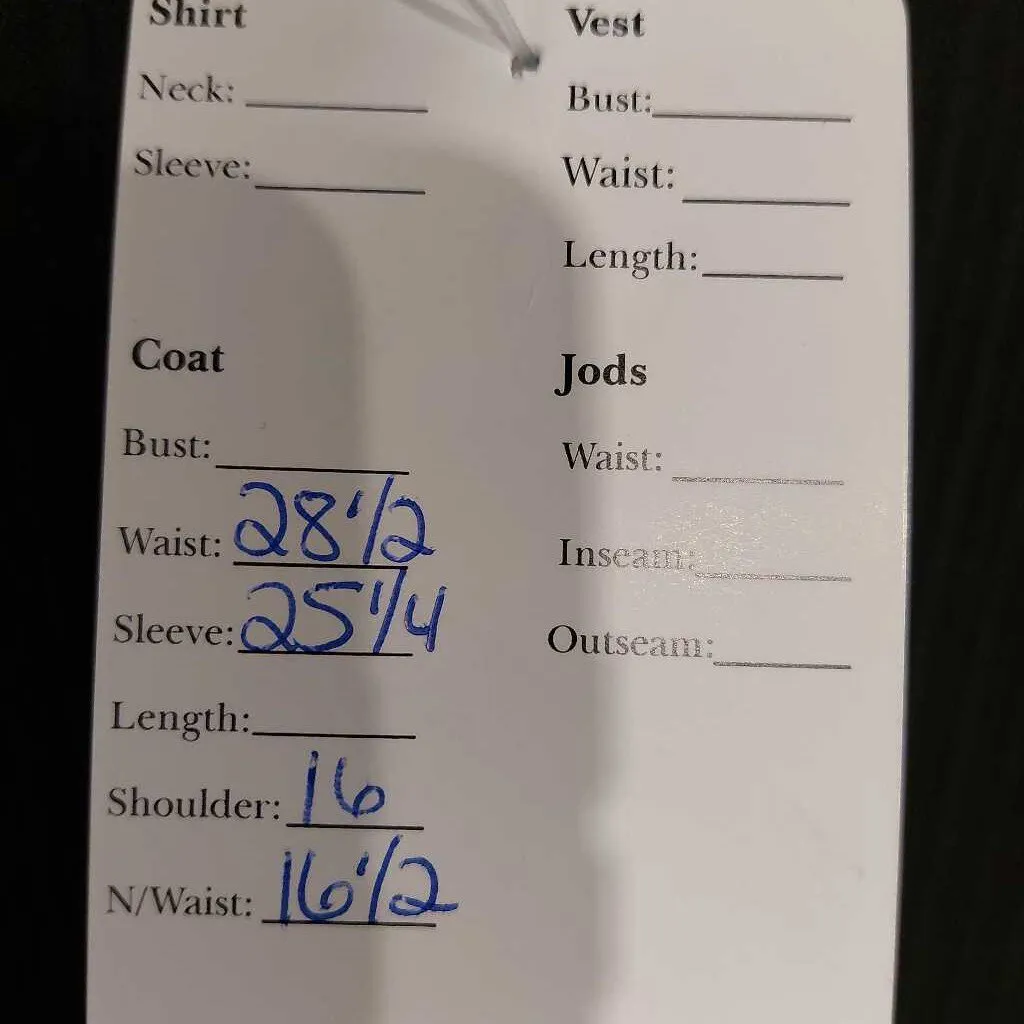 Shirt
Neck:
Sleeve:
Vest
Bust:
Waist:
Length:
Coat
Bust:
Waist: 28 1/2
Sleeve: 25 1/4
Length:
Shoulder: 16
N/Waist: 16 1/2
Jods
Waist:
Inseam:
Outseam: